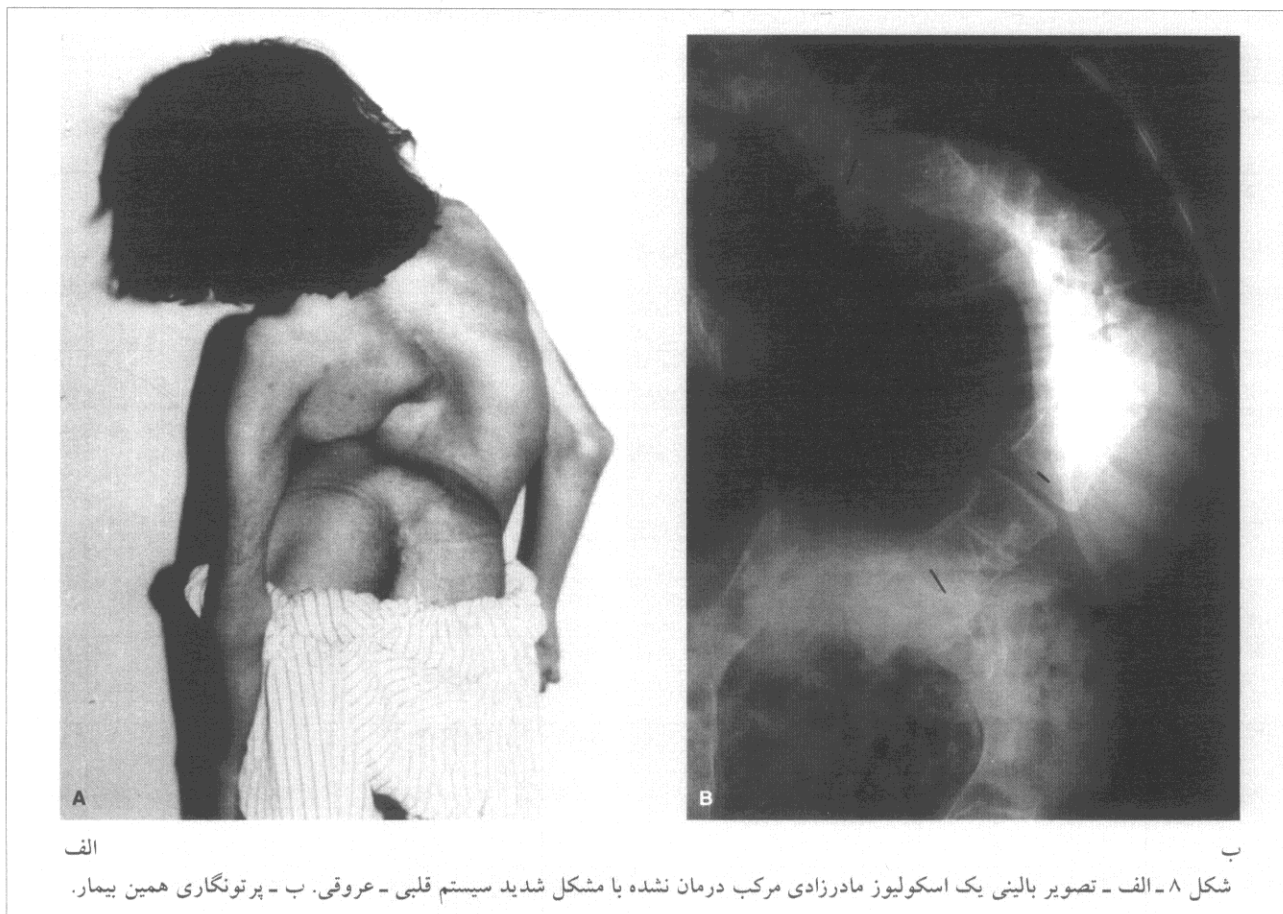 A
B
الف
ب
شکل ۸ ـ الف ـ تصویر بالینی یک اسکولیوز مادرزادی مرکب درمان نشده با مشکل شدید سیستم قلبی ـ عروقی. ب ـ پرتونگاری همین بیمار.